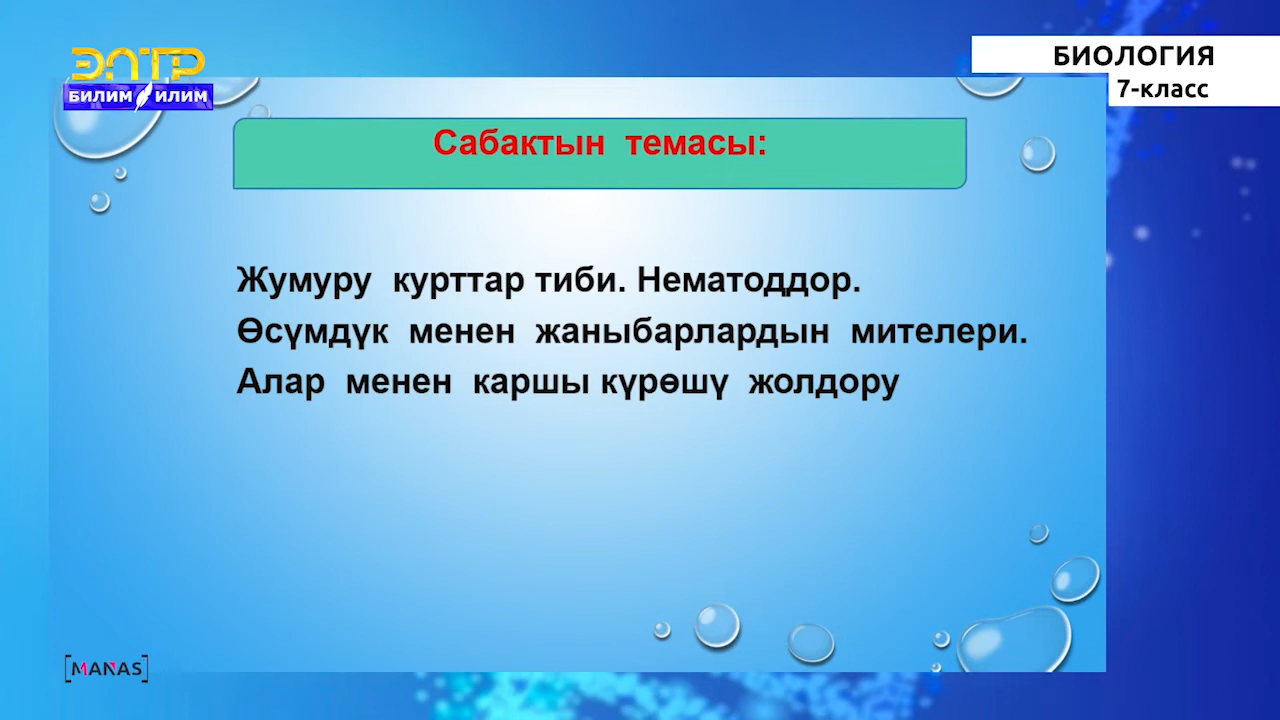 ЭЛТР
БИЛИМ ИЛИМ
БИОЛОГИЯ
7-класс
Сабактын темасы:
Жумуру курттар тиби. Нематоддор.
Өсүмдүк менен жаныбарлардын мителери.
Алар менен каршы күрөшү жолдору
[MANAS]